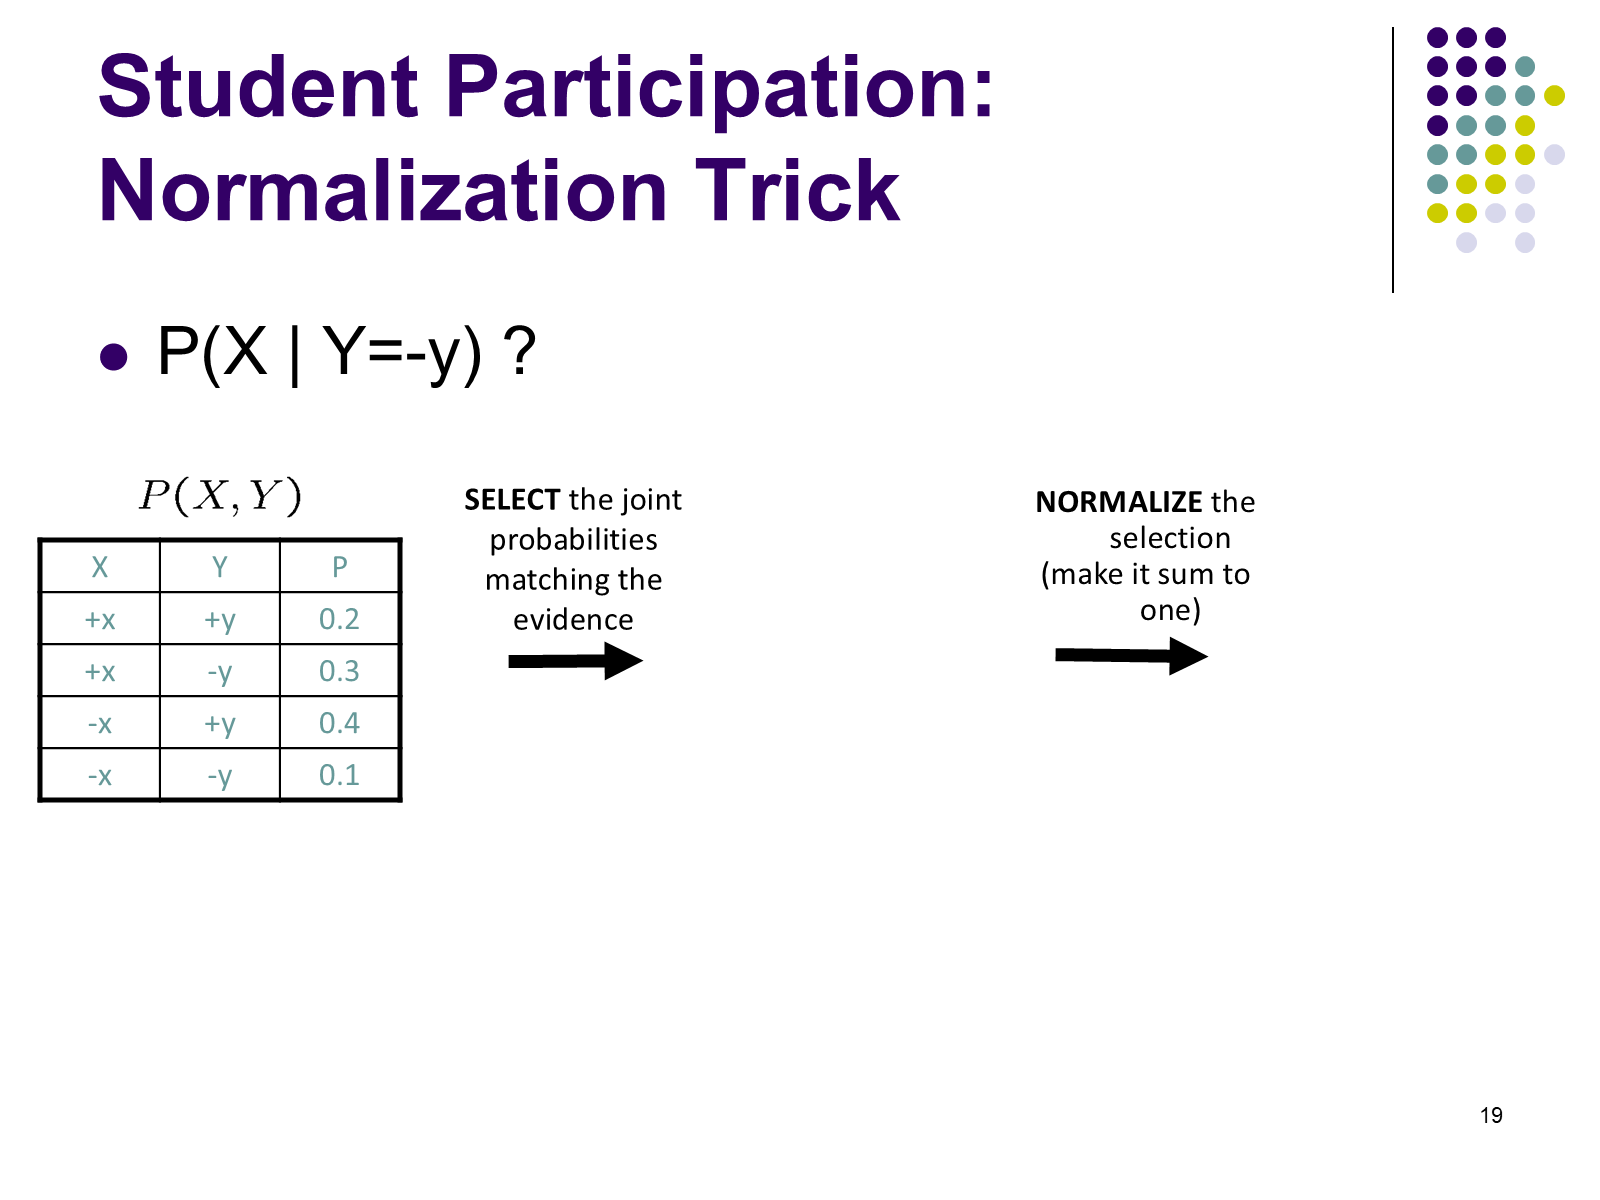 Student Participation:
Normalization Trick
P(X | Y=-y) ?
P(X, Y)
X Y P
+x +y 0.2
+x -y 0.3
-x +y 0.4
-x -y 0.1
SELECT the joint
probabilities
matching the
evidence
NORMALIZE the
selection
(make it sum to
one)
19